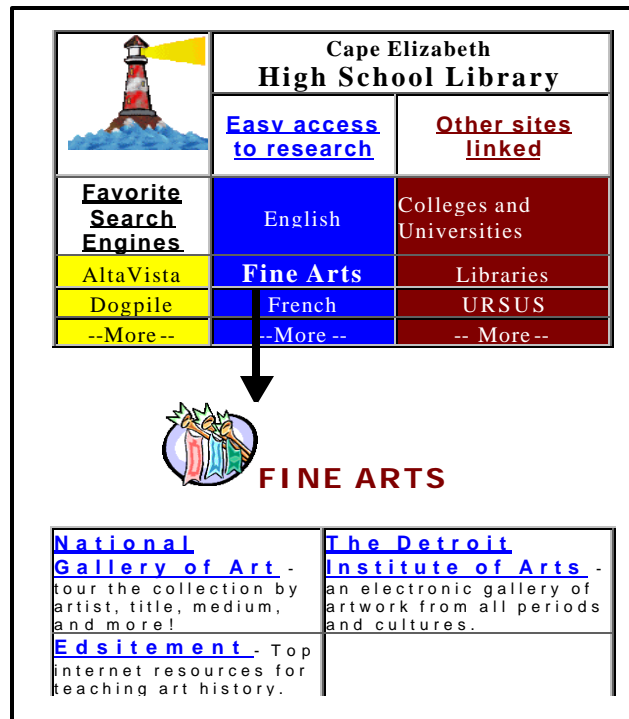 Cape Elizabeth
High School Library
Easy access
to research
Other sites
linked
Favorite
Search
Engines
English
Colleges and
Universities
AltaVista
Fine Arts
Libraries
Dogpile
French
URSUS
--More--
--More--
-- More--
FINE ARTS
National
Gallery of Art -
tour the collection by
artist, title, medium,
and more!
The Detroit
Institute of Arts -
an electronic gallery of
artwork from all periods
and cultures.
Edsitement - Top
internet resources for
teaching art history.